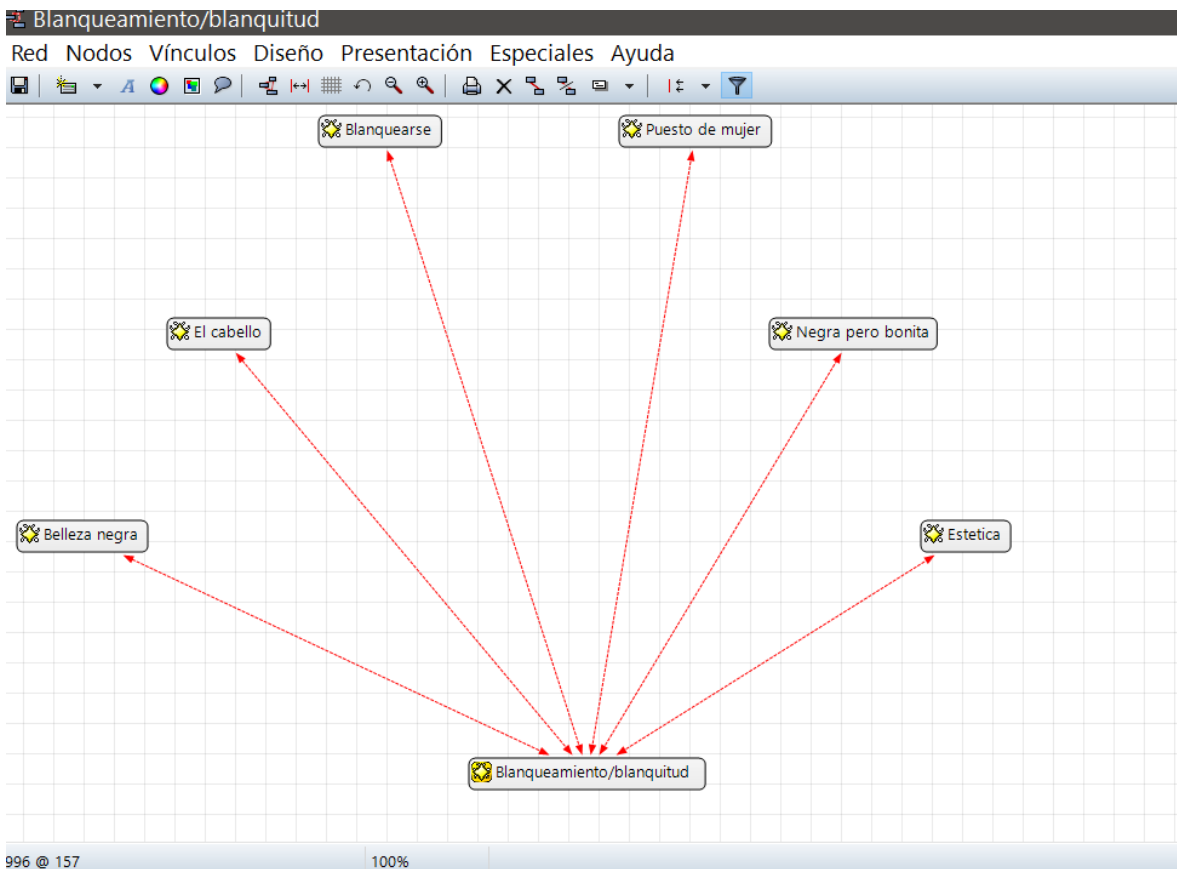 Blanqueamiento/blanquitud
Red Nodos Vínculos Diseño Presentación Especiales Ayuda
Blanquearse
Puesto de mujer
El cabello
Negra pero bonita
Belleza negra
Estetica
Blanqueamiento/blanquitud
996 @ 157
100%